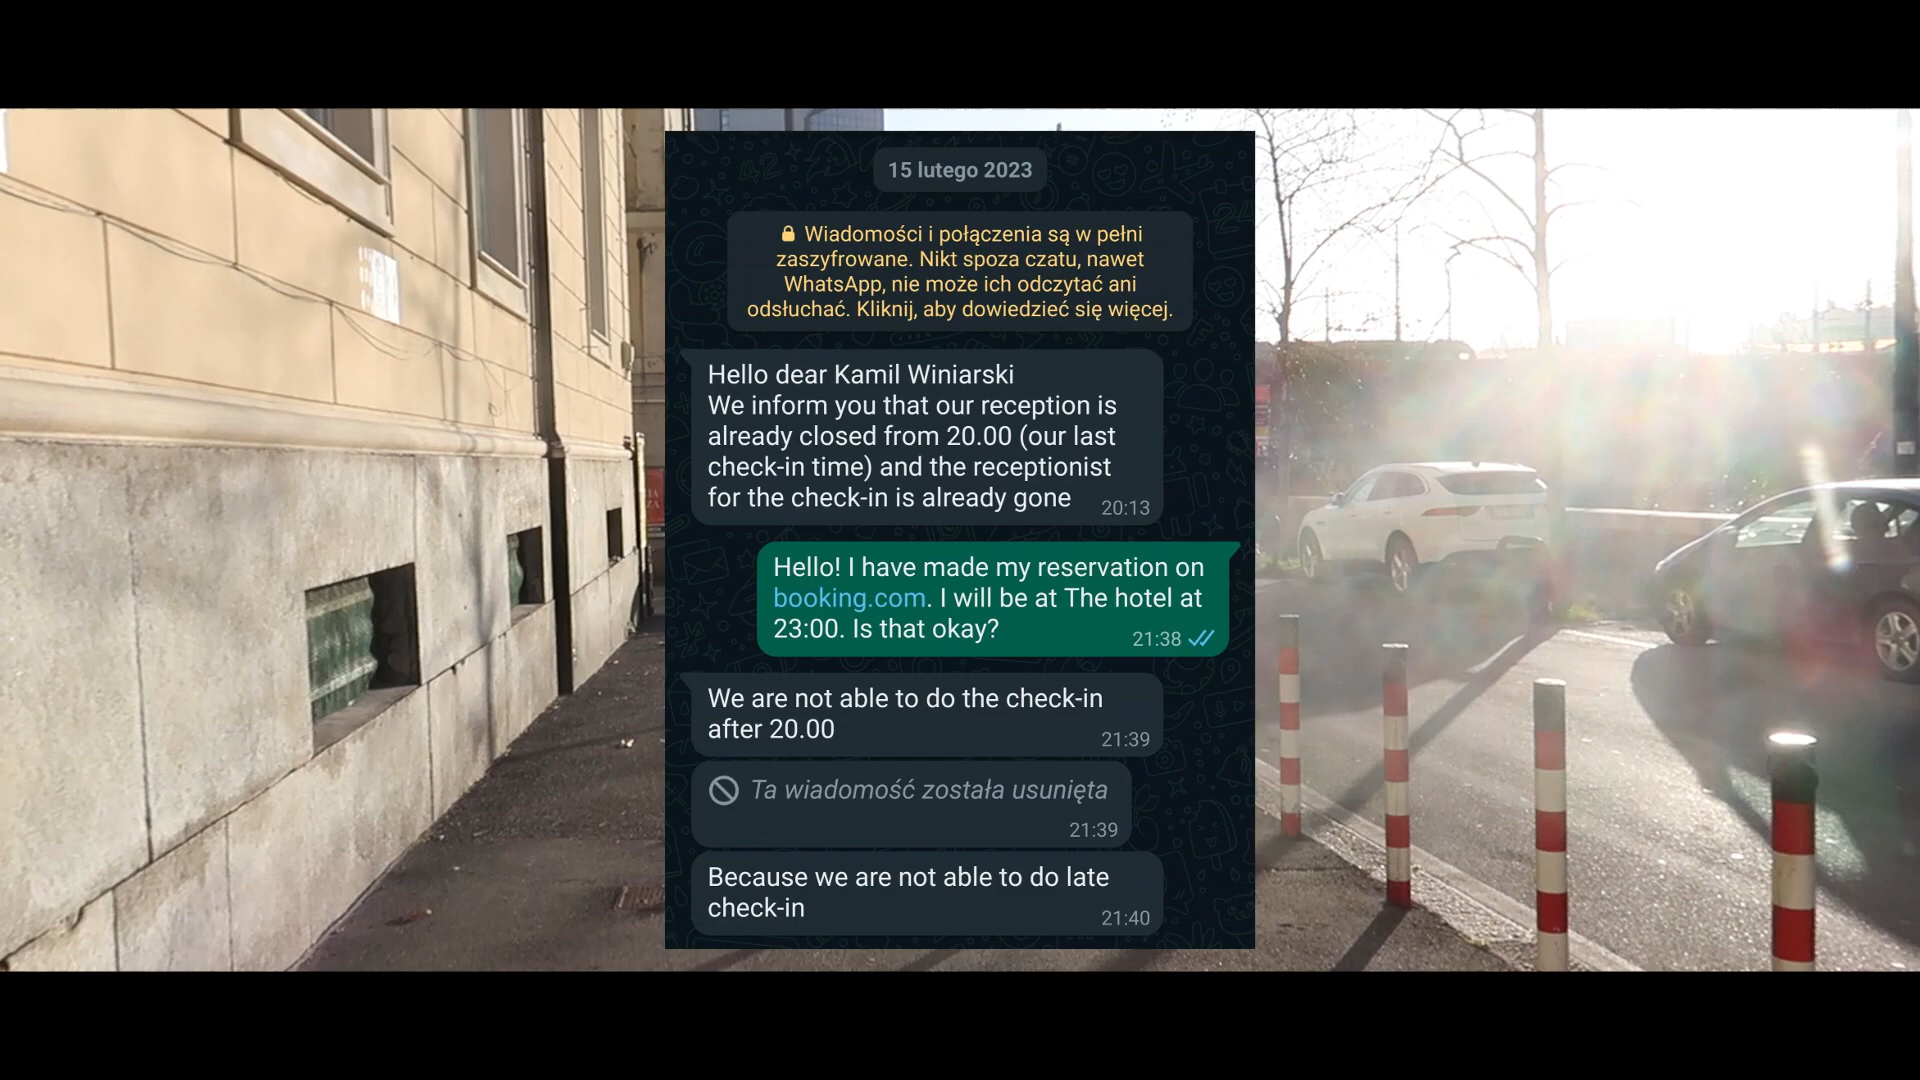 15 lutego 2023
Wiadomości i połączenia są w pełni
zaszyfrowane. Nikt spoza czatu, nawet
WhatsApp, nie może ich odczytać ani
odsłuchać. Kliknij, aby dowiedzieć się więcej.
Hello dear Kamil Winiarski
We inform you that our reception is
already closed from 20.00 (our last
check-in time) and the receptionist
for the check-in is already gone
20:13
Hello! I have made my reservation on
booking.com. I will be at The hotel at
23:00. Is that okay?
21:38
We are not able to do the check-in
after 20.00
21:39
Ta wiadomość została usunięta
21:39
Because we are not able to do late
check-in
21:40